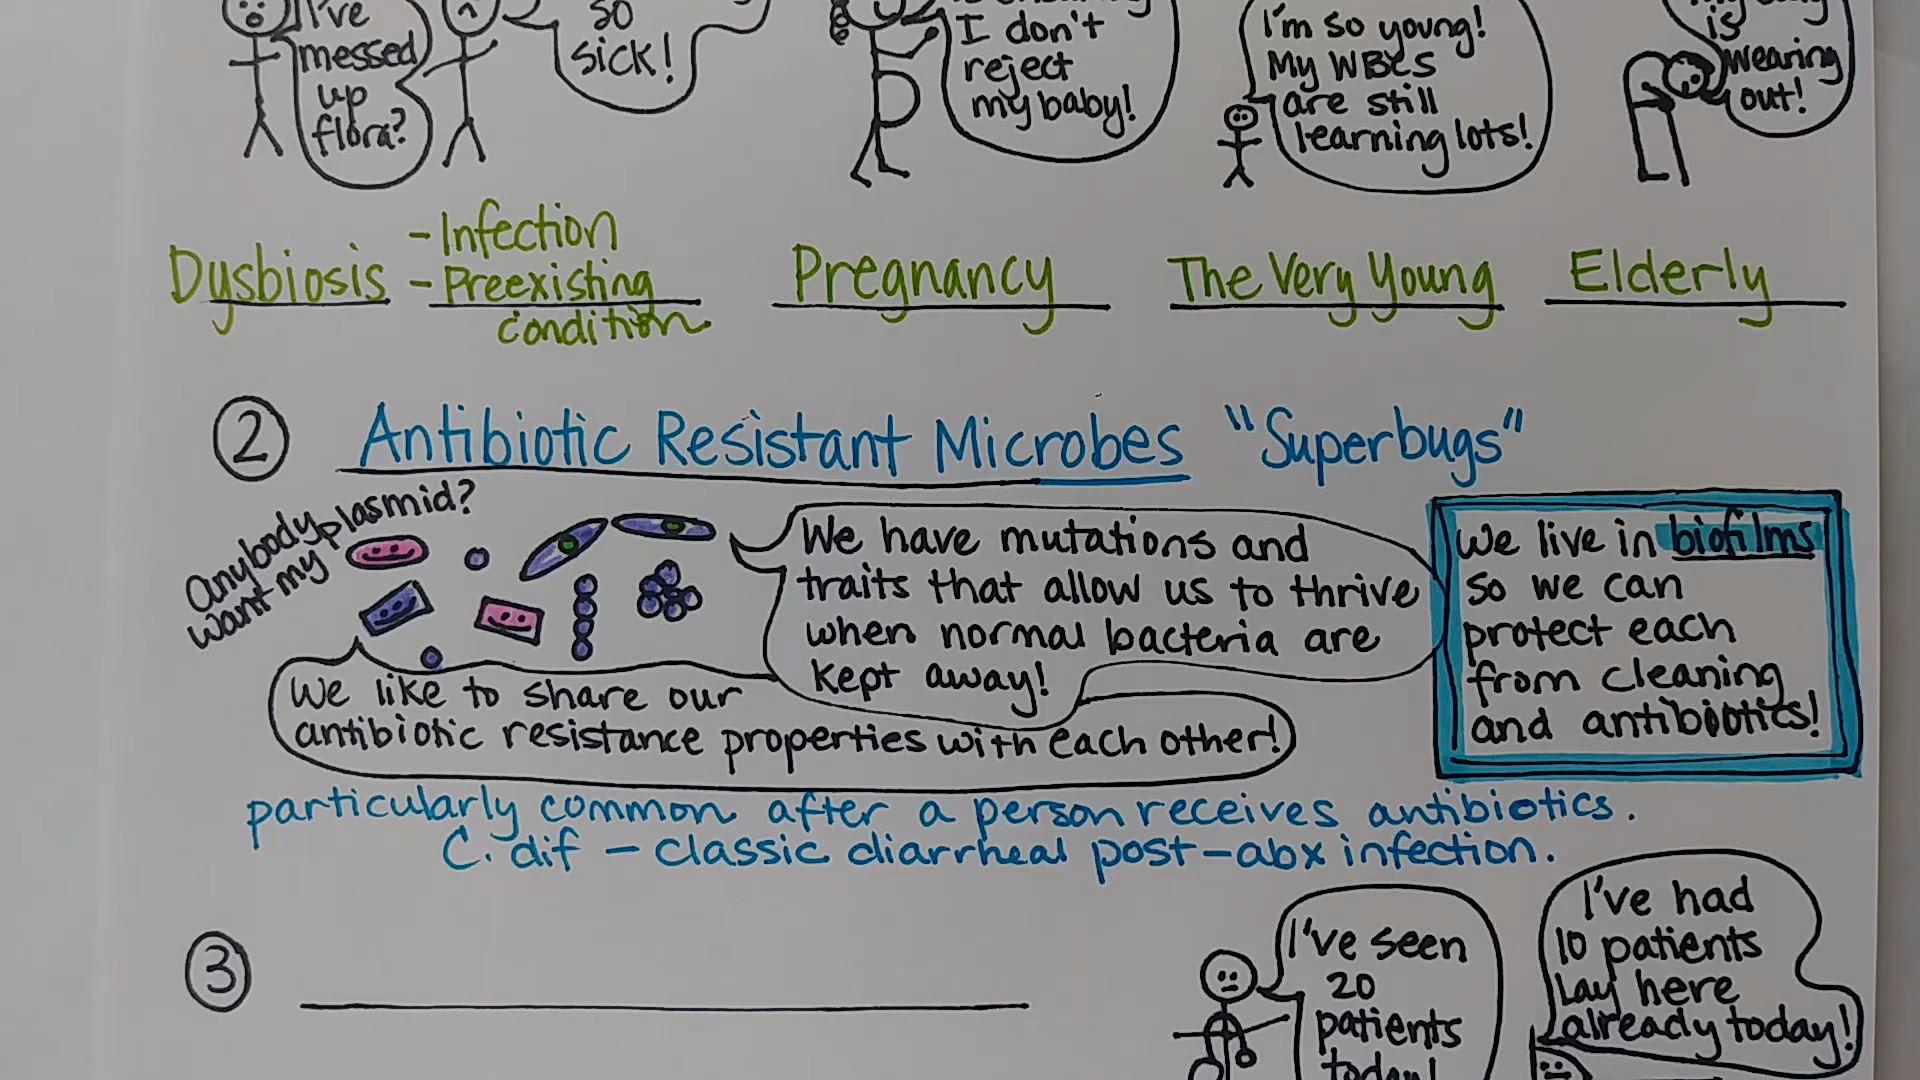 I've
messed
up
flora?
so
sick!
I don't
reject
my baby!
I'm so young!
My WBCs
are still
learning lots!
is
wearing
out!
Dysbiosis
- Infection
- Preexisting
condition
Pregnancy
The Very Young
Elderly
2 Antibiotic Resistant Microbes "Superbugs"
Anybody
want my plasmid?
We have mutations and
traits that allow us to thrive
when normal bacteria are
kept away!
We live in biofilms
so we can
protect each
from cleaning
and antibiotics!
We like to share our
antibiotic resistance properties with each other!
particularly common after a person receives antibiotics.
C. dif - classic diarrheal post-abx infection.
3
I've seen
20
patients
today!
I've had
10 patients
lay here
already today!